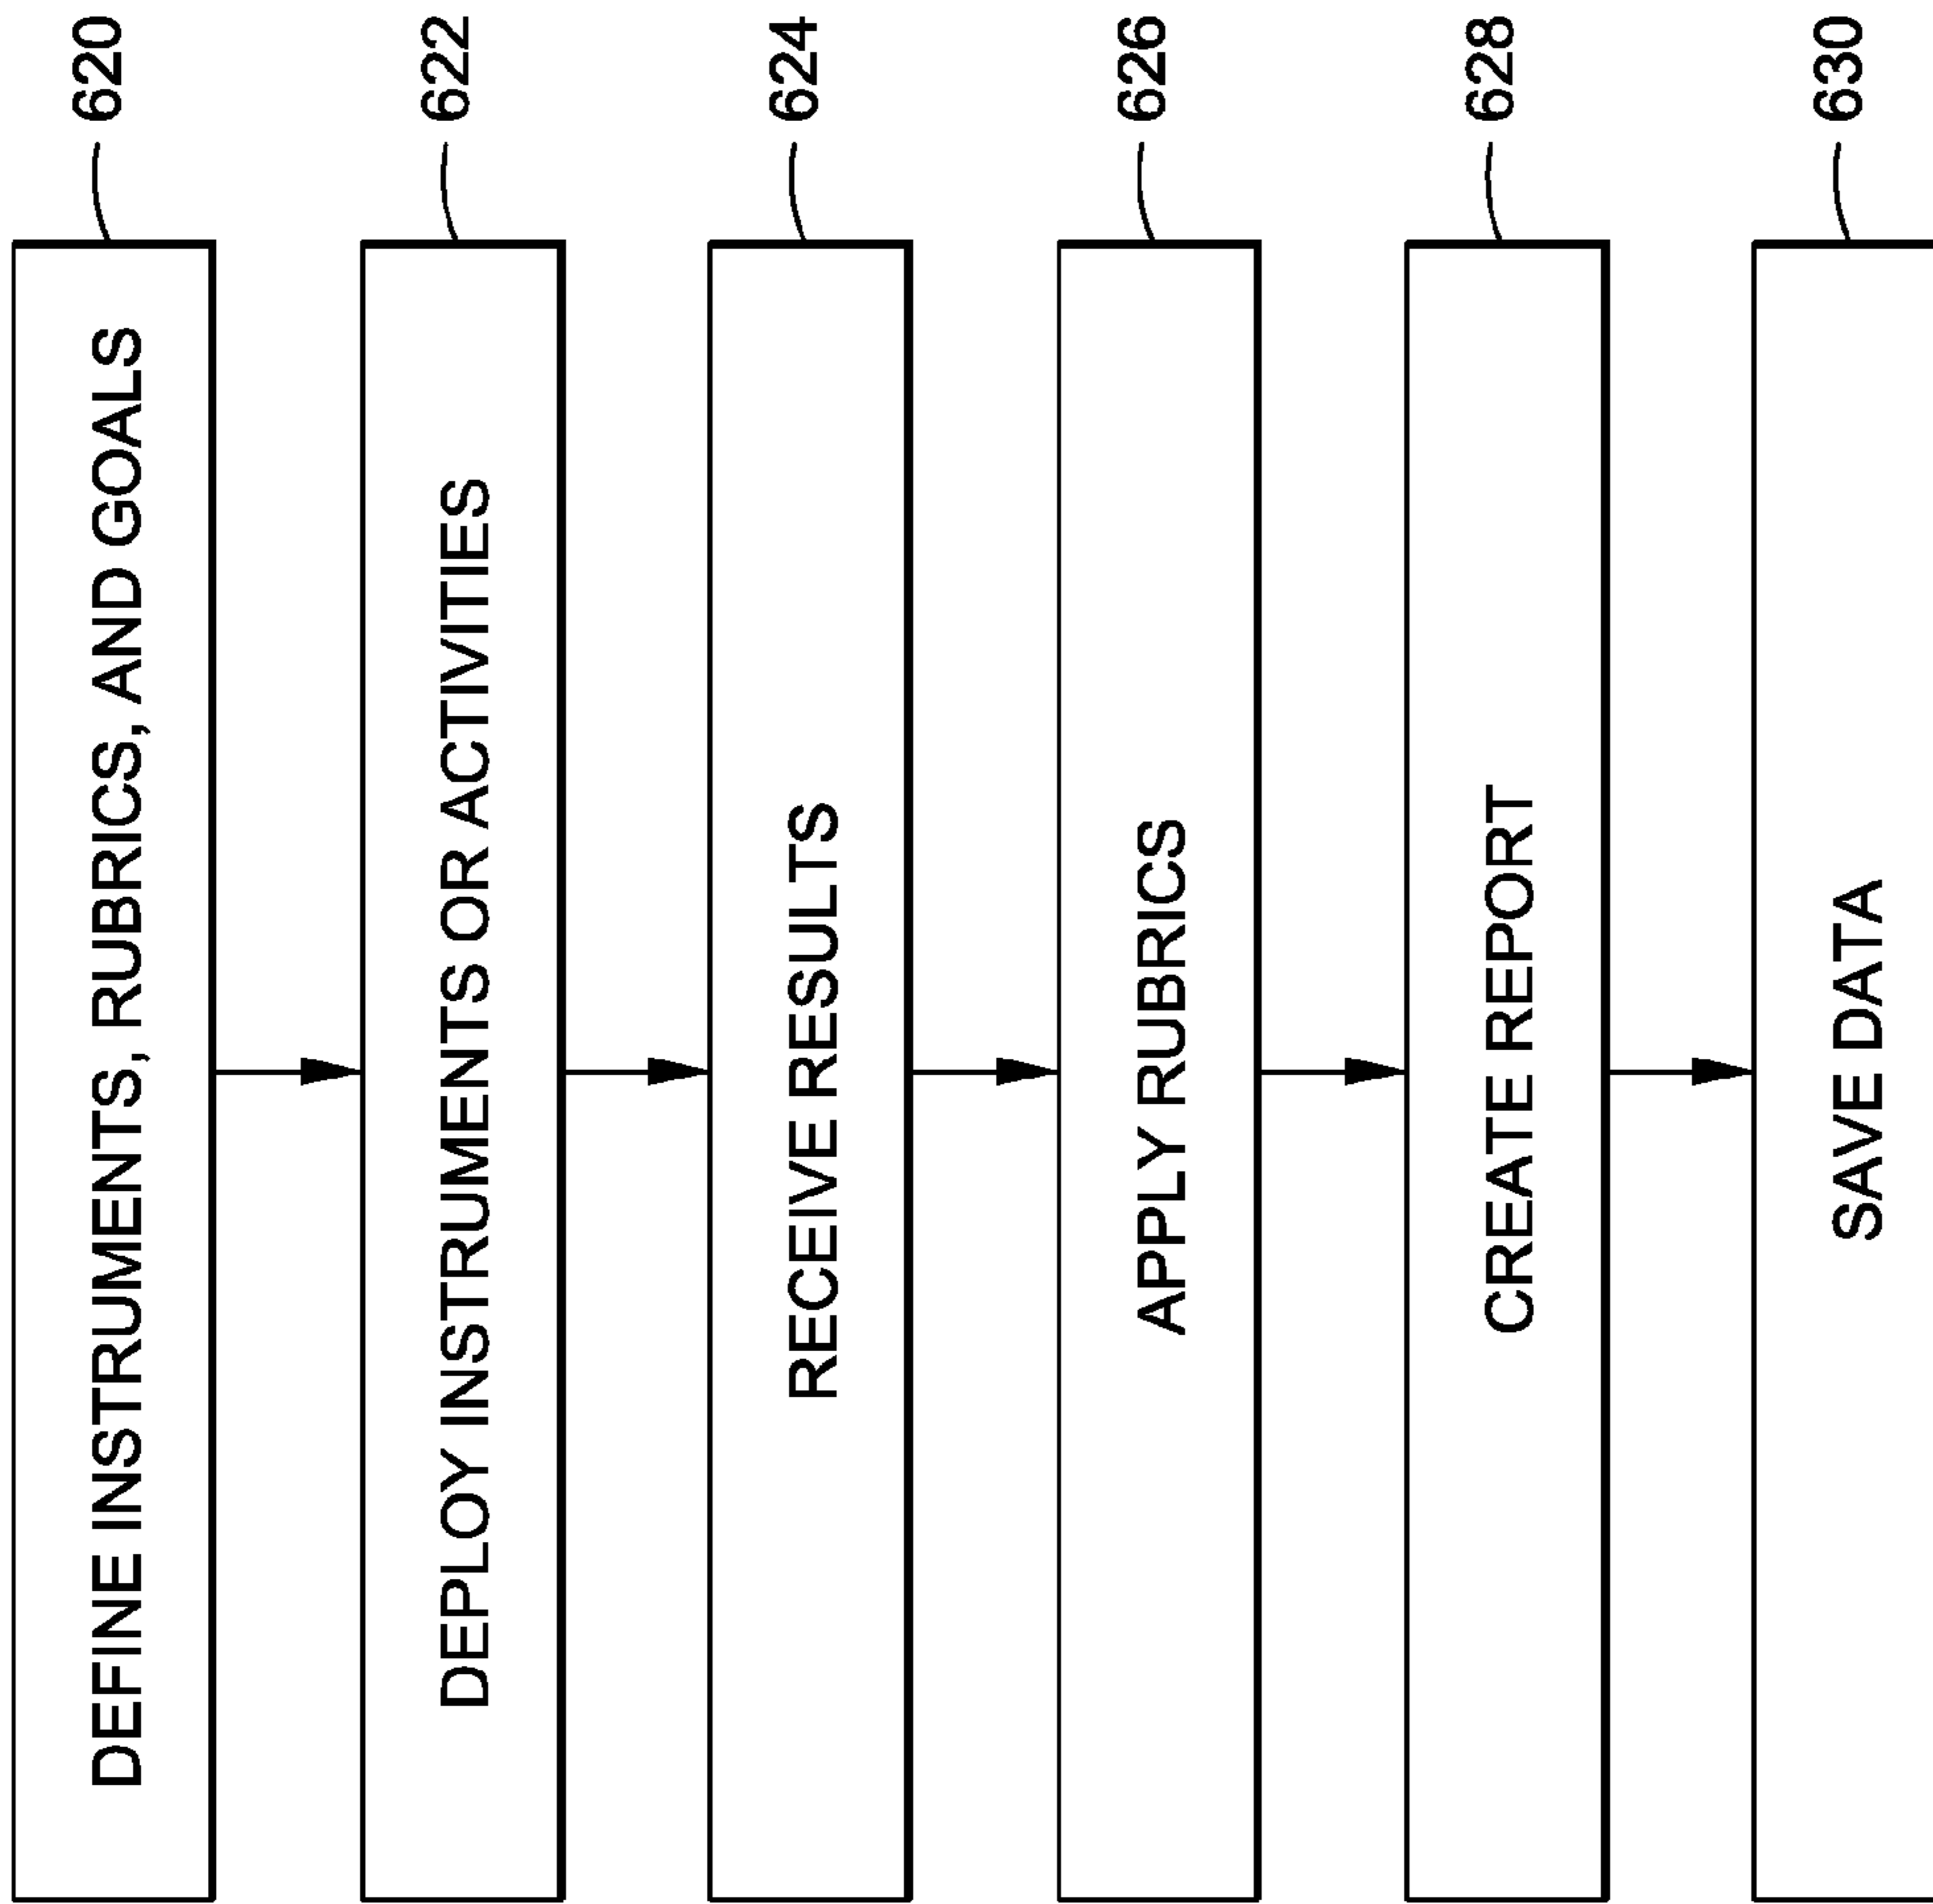 DEFINE INSTRUMENTS, RUBRICS, AND GOALS
620
DEPLOY INSTRUMENTS OR ACTIVITIES
622
RECEIVE RESULTS
624
APPLY RUBRICS
626
CREATE REPORT
628
SAVE DATA
630